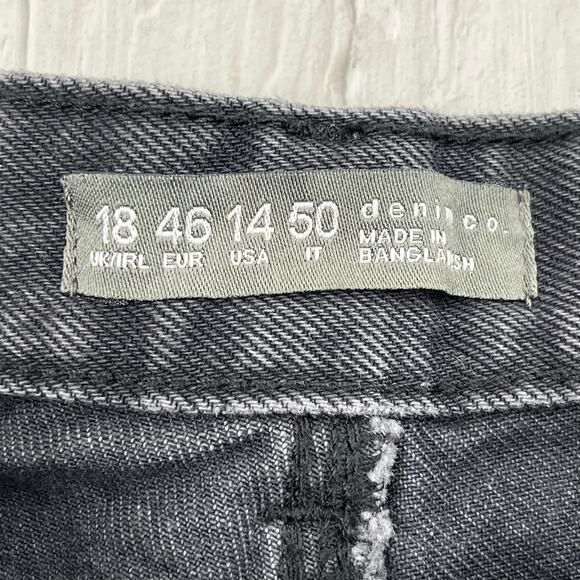 18 46 14 50 denim co.
UK/IRL EUR USA IT MADE IN
BANGLADESH